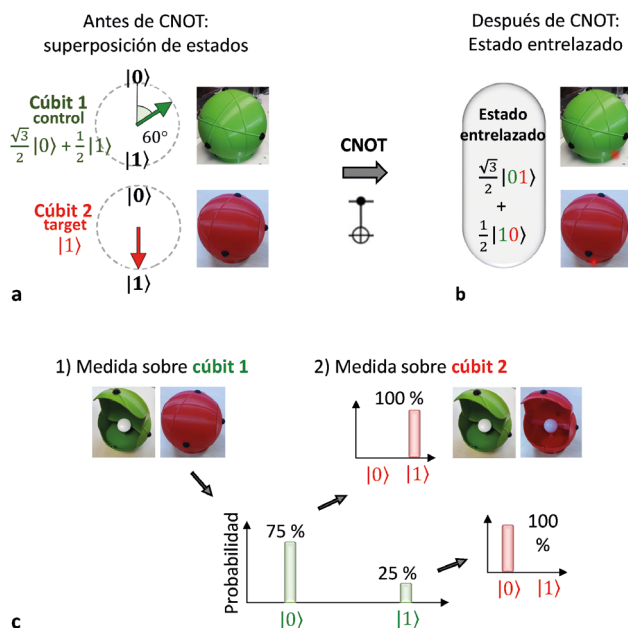 Antes de CNOT:
superposición de estados
Cúbit 1
control
√3/2 |0⟩ + 1/2 |1⟩
|0⟩
60°
|1⟩
Cúbit 2
target
|1⟩
|0⟩
|1⟩
a
CNOT
Después de CNOT:
Estado entrelazado
Estado
entrelazado
√3/2 |01⟩
+
1/2 |10⟩
b
1) Medida sobre cúbit 1
2) Medida sobre cúbit 2
100 %
|0⟩ |1⟩
Probabilidad
75 %
25 %
|0⟩ |1⟩
100
%
|0⟩ |1⟩
c